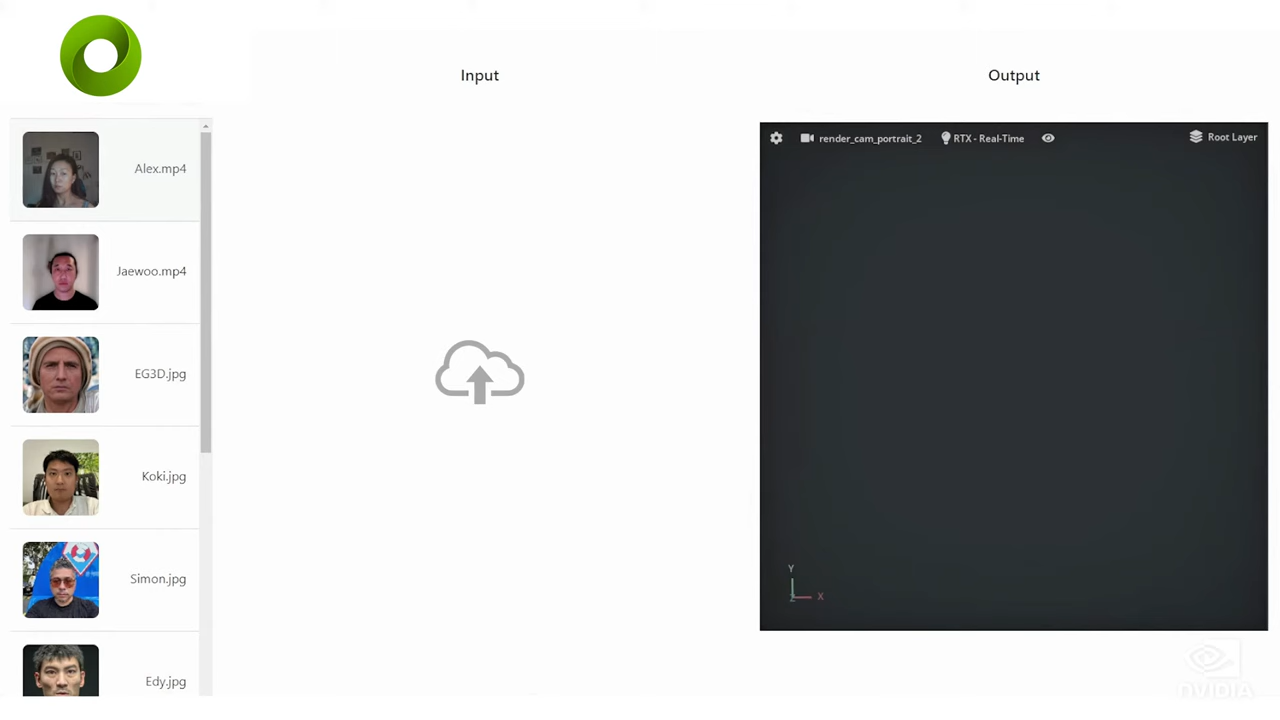 Input
Output
Alex.mp4
Jaewoo.mp4
EG3D.jpg
Koki.jpg
Simon.jpg
Edy.jpg
render_cam_portrait_2
RTX - Real-Time
Root Layer
Y
Z
X
NVIDIA